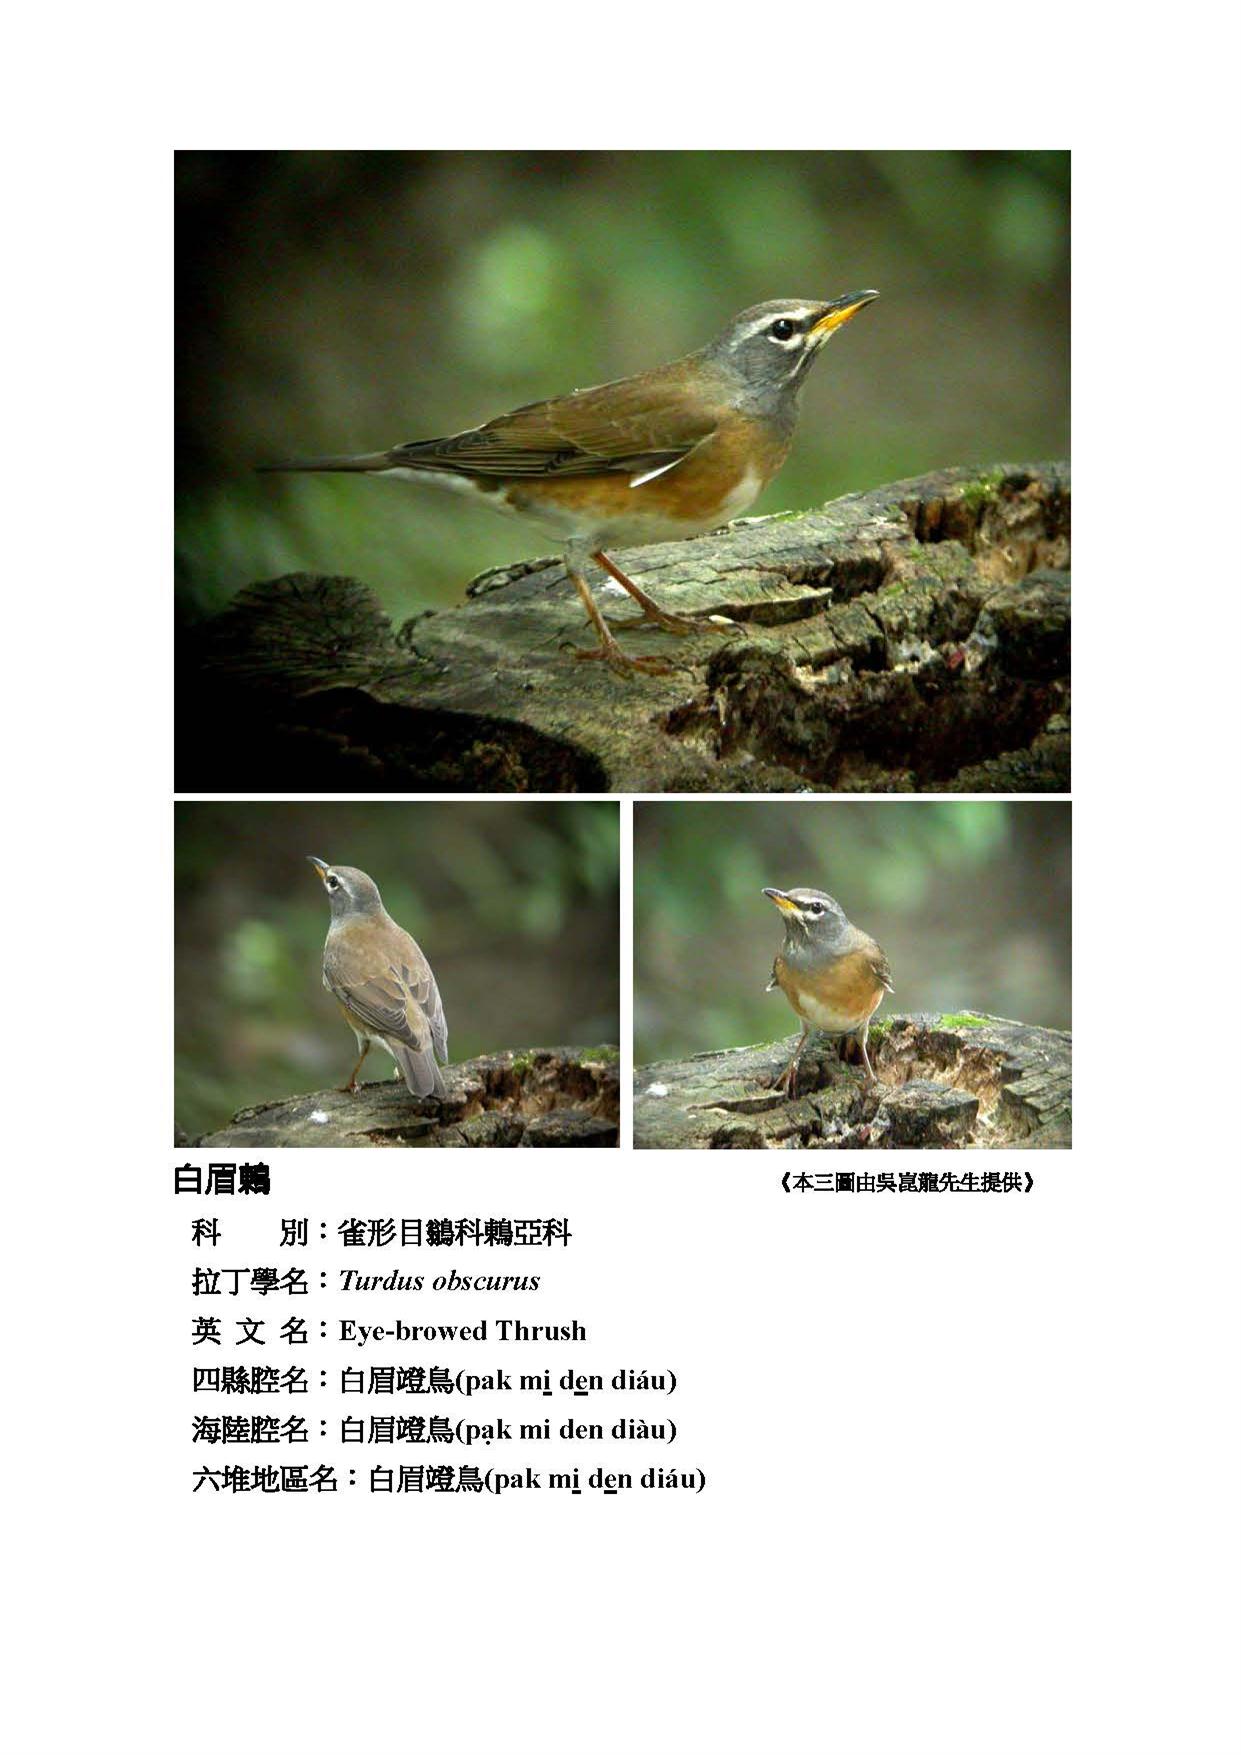 白眉鶇
《本三圖由吳崑龍先生提供》
科　　別：雀形目鶲科鶇亞科
拉丁學名：Turdus obscurus
英 文 名：Eye-browed Thrush
四縣腔名：白眉竳鳥(pak mi̲ de̲n diáu)
海陸腔名：白眉竳鳥(pạk mi den diàu)
六堆地區名：白眉竳鳥(pak mi̲ de̲n diáu)